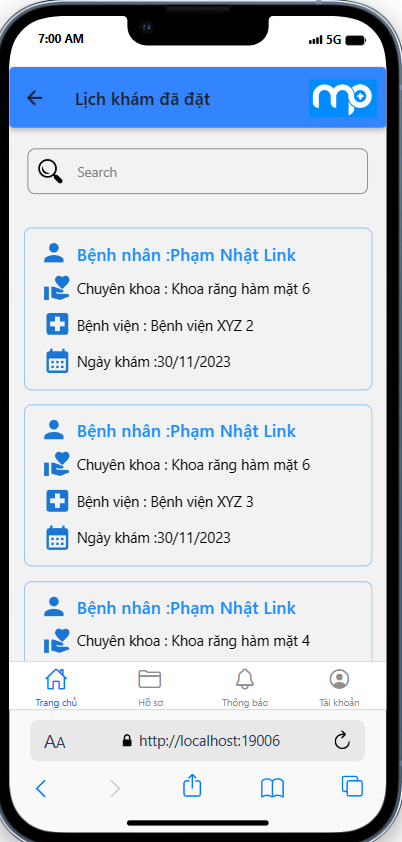 7:00 AM
5G
Lịch khám đã đặt
mp
Search
Bệnh nhân :Phạm Nhật Link
Chuyên khoa : Khoa răng hàm mặt 6
Bệnh viện : Bệnh viện XYZ 2
Ngày khám :30/11/2023
Bệnh nhân :Phạm Nhật Link
Chuyên khoa : Khoa răng hàm mặt 6
Bệnh viện : Bệnh viện XYZ 3
Ngày khám :30/11/2023
Bệnh nhân :Phạm Nhật Link
Chuyên khoa : Khoa răng hàm mặt 4
Trang chủ
Hồ sơ
Thông báo
Tài khoản
AA
http://localhost:19006